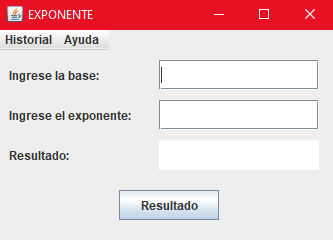 EXPONENTE
Historial Ayuda
Ingrese la base:
Ingrese el exponente:
Resultado:
Resultado